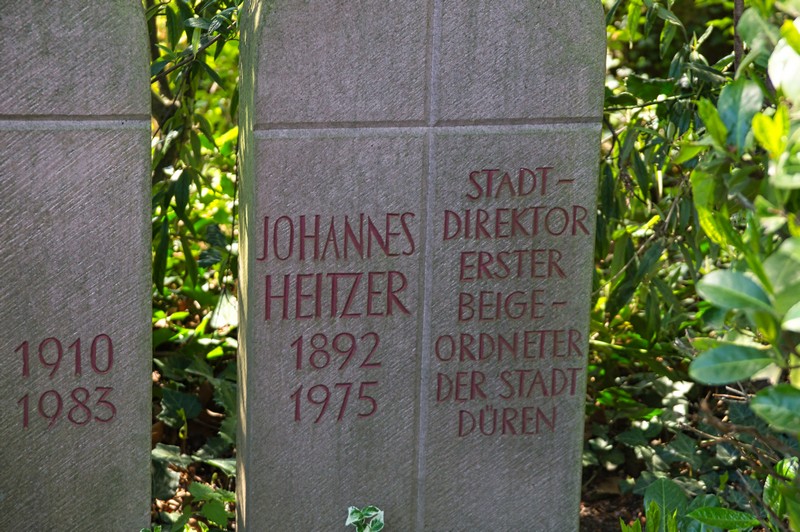 1910
1983
JOHANNES
HEITZER
1892
1975
STADT-
DIREKTOR
ERSTER
BEIGE-
ORDNETER
DER STADT
DÜREN